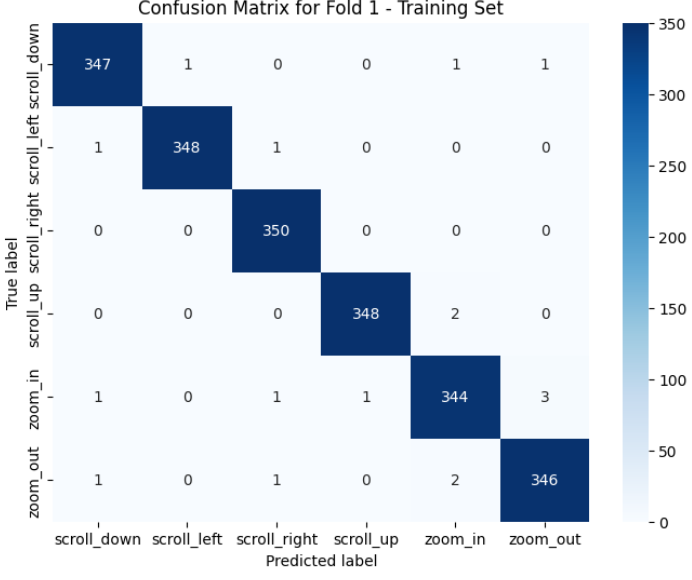 Confusion Matrix for Fold 1 - Training Set
True label
scroll_down 347 1 0 0 1 1
scroll_left 1 348 1 0 0 0
scroll_right 0 0 350 0 0 0
scroll_up 0 0 0 348 2 0
zoom_in 1 0 1 1 344 3
zoom_out 1 0 1 0 2 346
scroll_down scroll_left scroll_right scroll_up zoom_in zoom_out
Predicted label
350
300
250
200
150
100
50
0